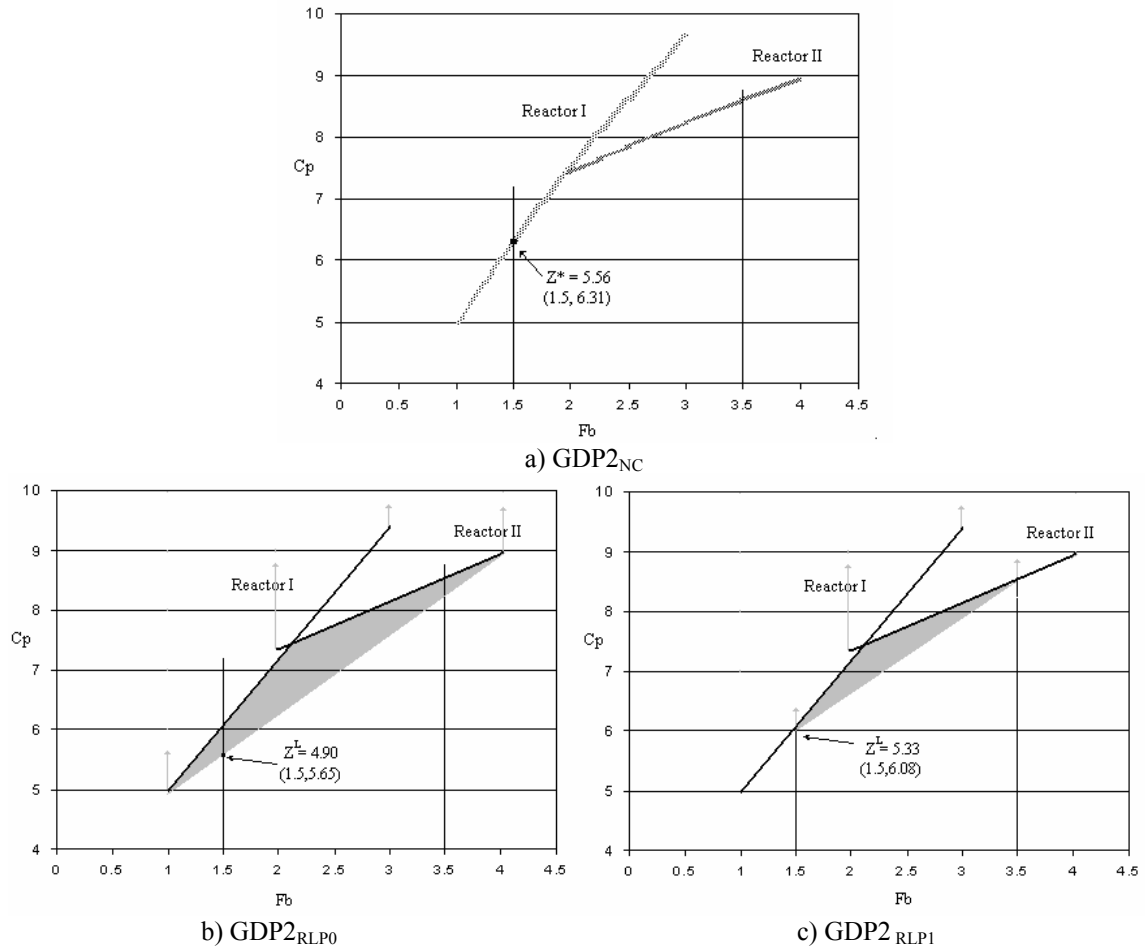 10
9
8
7
6
5
4
Cp
Reactor I
Reactor II
Z* = 5.56
(1.5, 6.31)
0 0.5 1 1.5 2 2.5 3 3.5 4 4.5
Fb
a) GDP2NC
10
9
8
7
6
5
4
Cp
Reactor II
Reactor I
ZL = 4.90
(1.5,5.65)
0 0.5 1 1.5 2 2.5 3 3.5 4 4.5
Fb
b) GDP2RLP0
10
9
8
7
6
5
4
Cp
Reactor II
Reactor I
ZL = 5.33
(1.5,6.08)
0 0.5 1 1.5 2 2.5 3 3.5 4 4.5
Fb
c) GDP2 RLP1